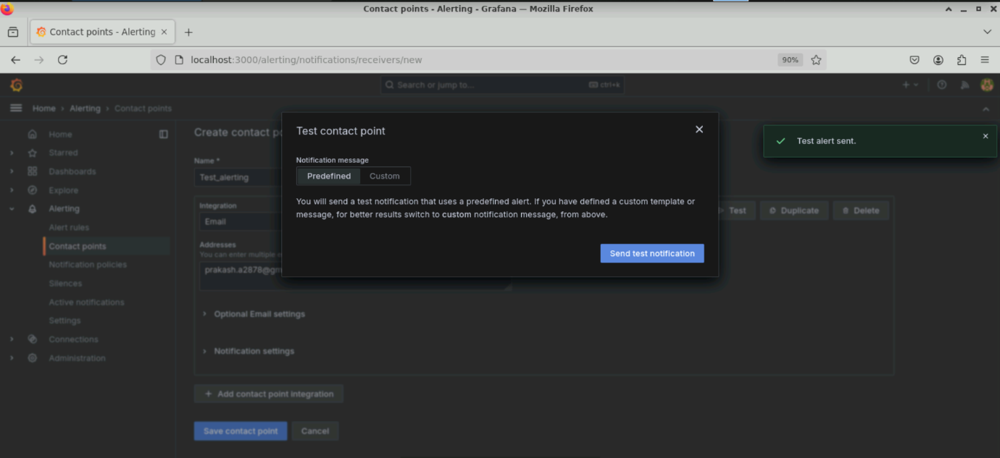 Contact points - Alerting - Grafana — Mozilla Firefox
Contact points - Alerting
localhost:3000/alerting/notifications/receivers/new
90%
Search or jump to...
ctrl+k
Home › Alerting › Contact points
Home
Starred
Dashboards
Explore
Alerting
Alert rules
Contact points
Notification policies
Silences
Active notifications
Settings
Connections
Administration
Create contact po
Name *
Test_alerting
Integration
Email
Test
Duplicate
Delete
Addresses
You can enter multiple e
prakash.a2878@gm
Optional Email settings
Notification settings
Add contact point integration
Save contact point
Cancel
Test contact point
Notification message
Predefined
Custom
You will send a test notification that uses a predefined alert. If you have defined a custom template or
message, for better results switch to custom notification message, from above.
Send test notification
Test alert sent.